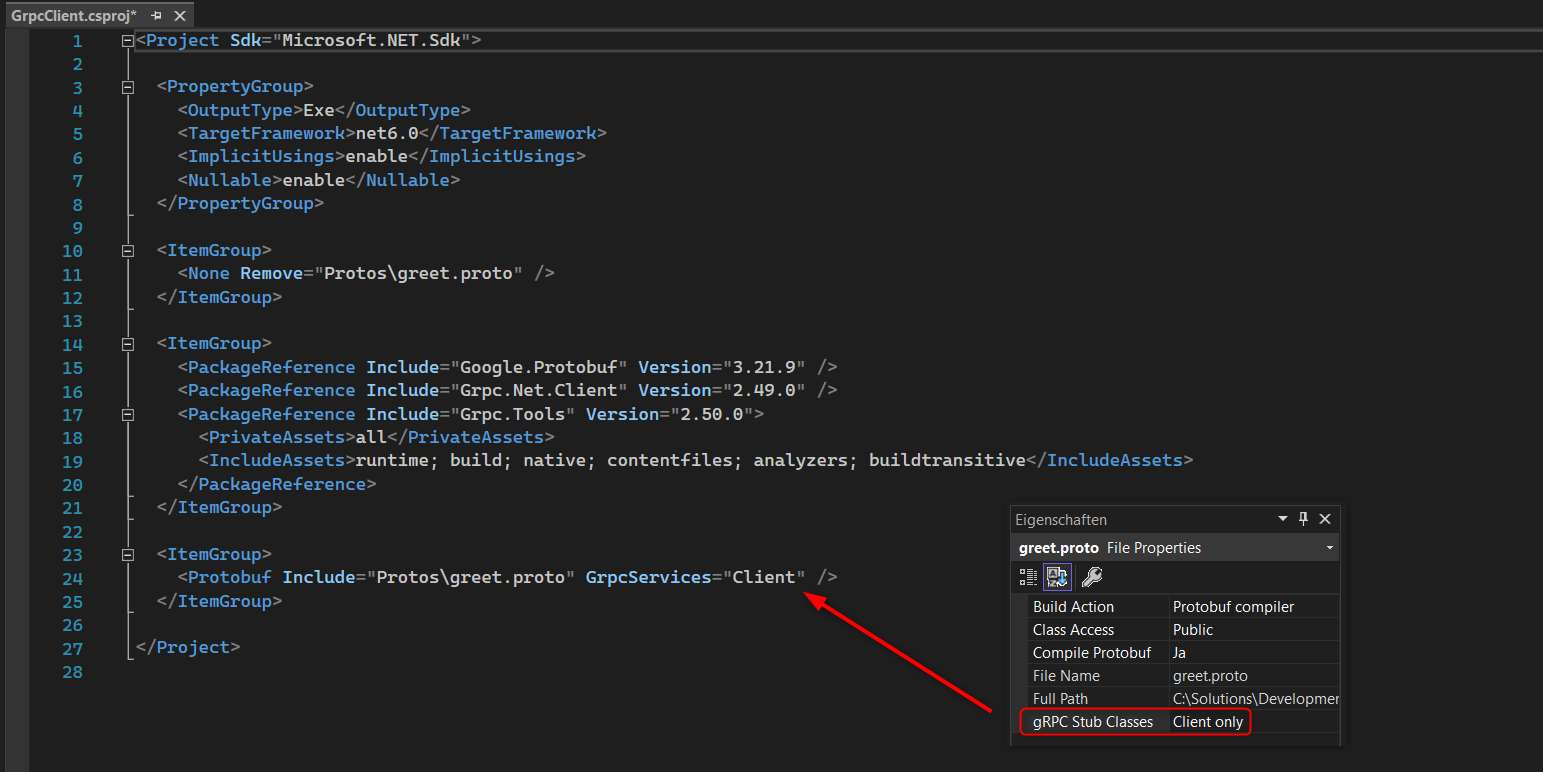 GrpcClient.csproj*
1 <Project Sdk="Microsoft.NET.Sdk">
2
3 <PropertyGroup>
4 <OutputType>Exe</OutputType>
5 <TargetFramework>net6.0</TargetFramework>
6 <ImplicitUsings>enable</ImplicitUsings>
7 <Nullable>enable</Nullable>
8 </PropertyGroup>
9
10 <ItemGroup>
11 <None Remove="Protos\greet.proto" />
12 </ItemGroup>
13
14 <ItemGroup>
15 <PackageReference Include="Google.Protobuf" Version="3.21.9" />
16 <PackageReference Include="Grpc.Net.Client" Version="2.49.0" />
17 <PackageReference Include="Grpc.Tools" Version="2.50.0">
18 <PrivateAssets>all</PrivateAssets>
19 <IncludeAssets>runtime; build; native; contentfiles; analyzers; buildtransitive</IncludeAssets>
20 </PackageReference>
21 </ItemGroup>
22
23 <ItemGroup>
24 <Protobuf Include="Protos\greet.proto" GrpcServices="Client" />
25 </ItemGroup>
26
27 </Project>
28
Eigenschaften
greet.proto File Properties
Build Action Protobuf compiler
Class Access Public
Compile Protobuf Ja
File Name greet.proto
Full Path C:\Solutions\Developmen
gRPC Stub Classes Client only